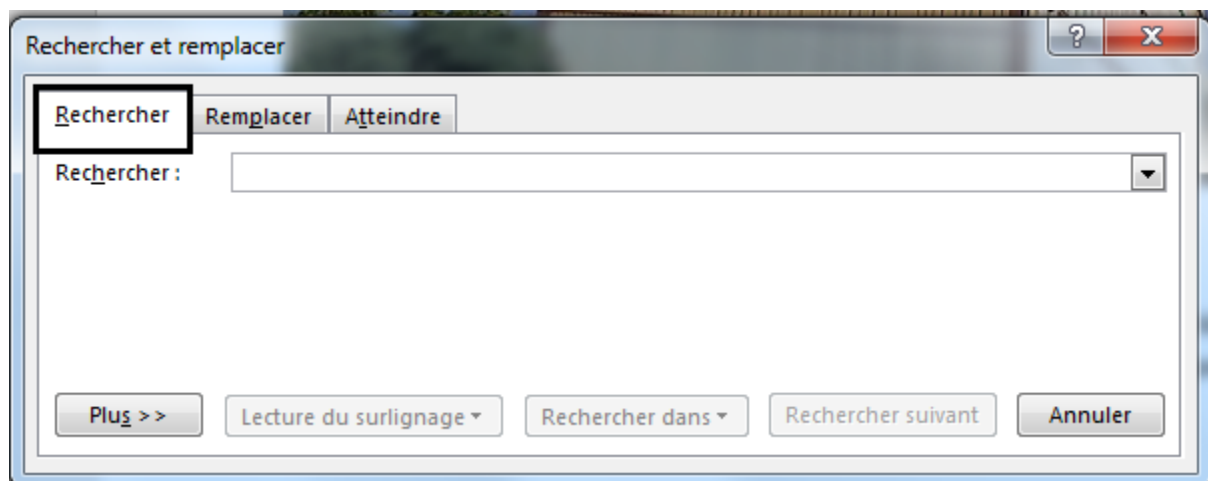 Rechercher et remplacer
? X
Rechercher Remplacer Atteindre
Rechercher :
Plus >> Lecture du surlignage Rechercher dans Rechercher suivant Annuler